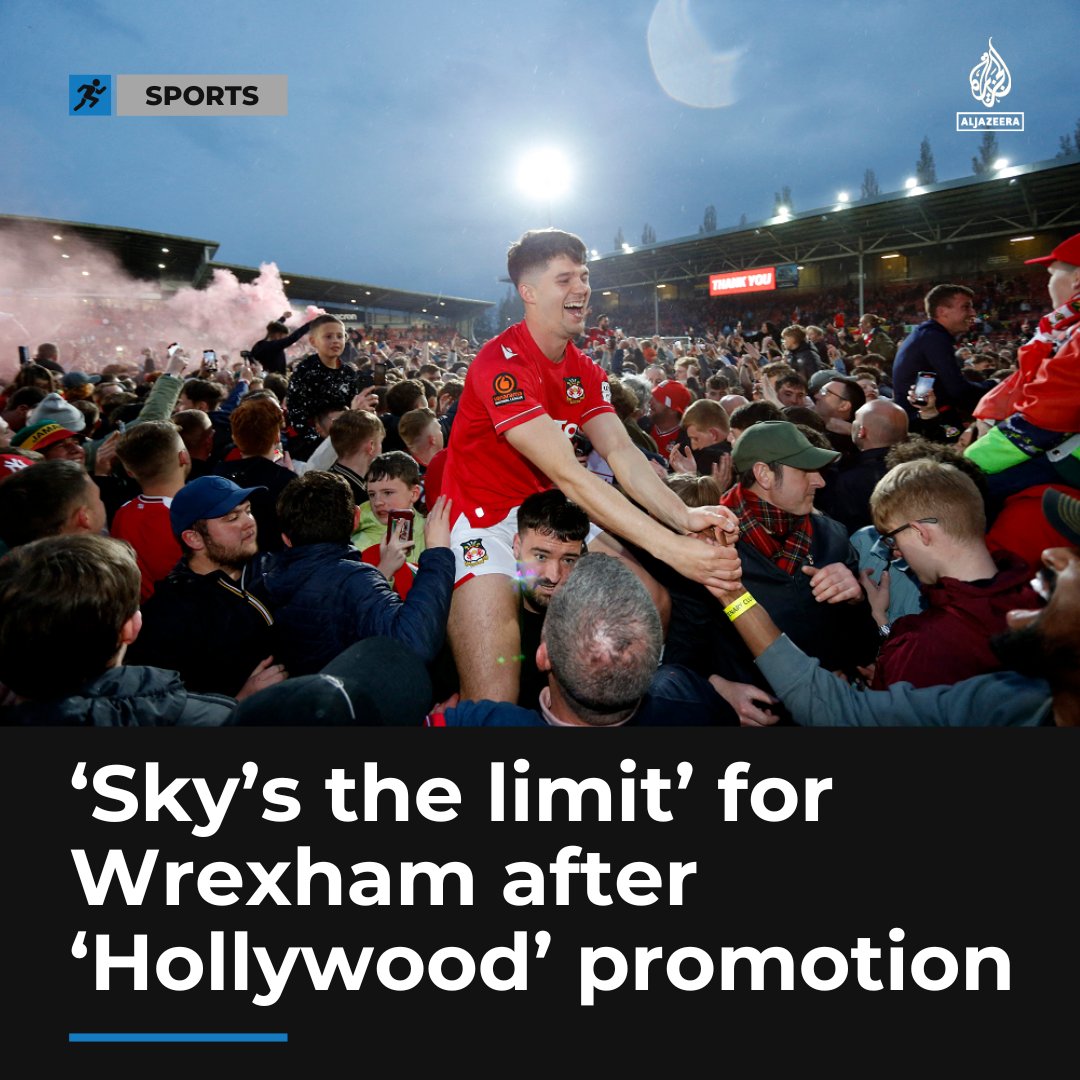 SPORTS
ALJAZEERA
THANK YOU
‘Sky’s the limit’ for
Wrexham after
‘Hollywood’ promotion